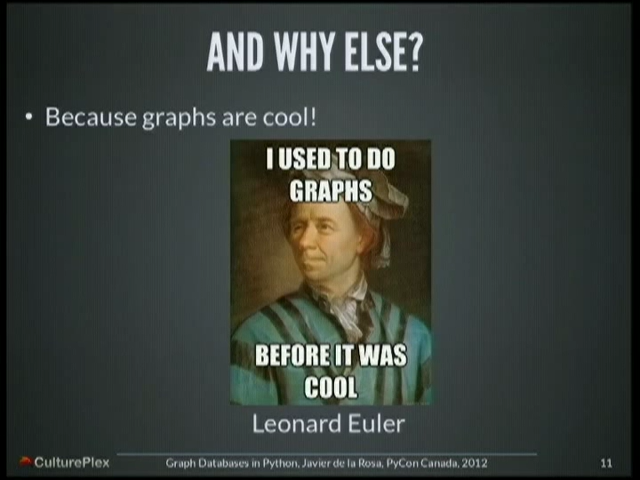 AND WHY ELSE?
• Because graphs are cool!
I USED TO DO
GRAPHS
BEFORE IT WAS
COOL
Leonard Euler
CulturePlex
Graph Databases in Python, Javier de la Rosa, PyCon Canada, 2012
11